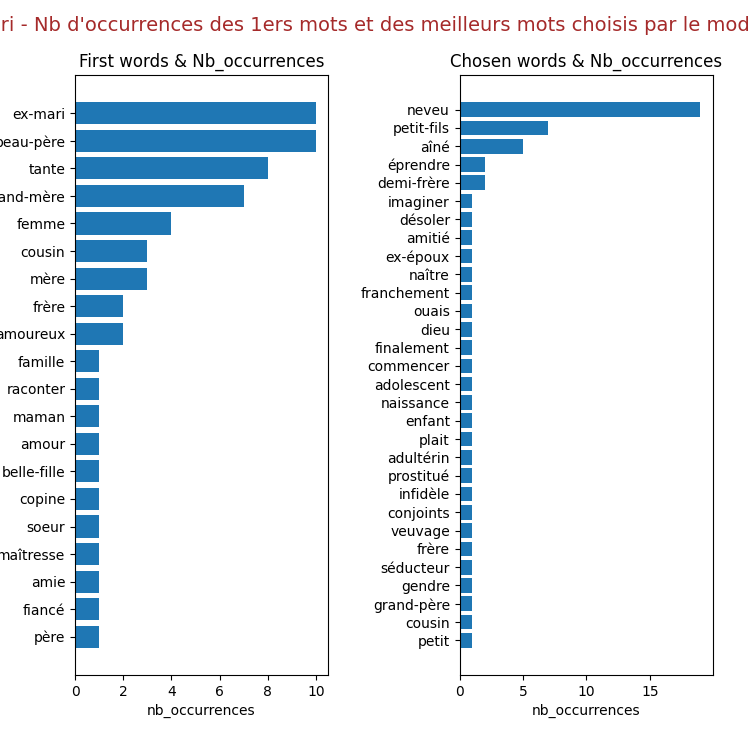 ri - Nb d'occurrences des 1ers mots et des meilleurs mots choisis par le mod
First words & Nb_occurrences
ex-mari
beau-père
tante
and-mère
femme
cousin
mère
frère
amoureux
famille
raconter
maman
amour
belle-fille
copine
soeur
maîtresse
amie
fiancé
père
0 2 4 6 8 10
nb_occurrences
Chosen words & Nb_occurrences
neveu
petit-fils
aîné
éprendre
demi-frère
imaginer
désoler
amitié
ex-époux
naître
franchement
ouais
dieu
finalement
commencer
adolescent
naissance
enfant
plait
adultérin
prostitué
infidèle
conjoints
veuvage
frère
séducteur
gendre
grand-père
cousin
petit
0 5 10 15
nb_occurrences